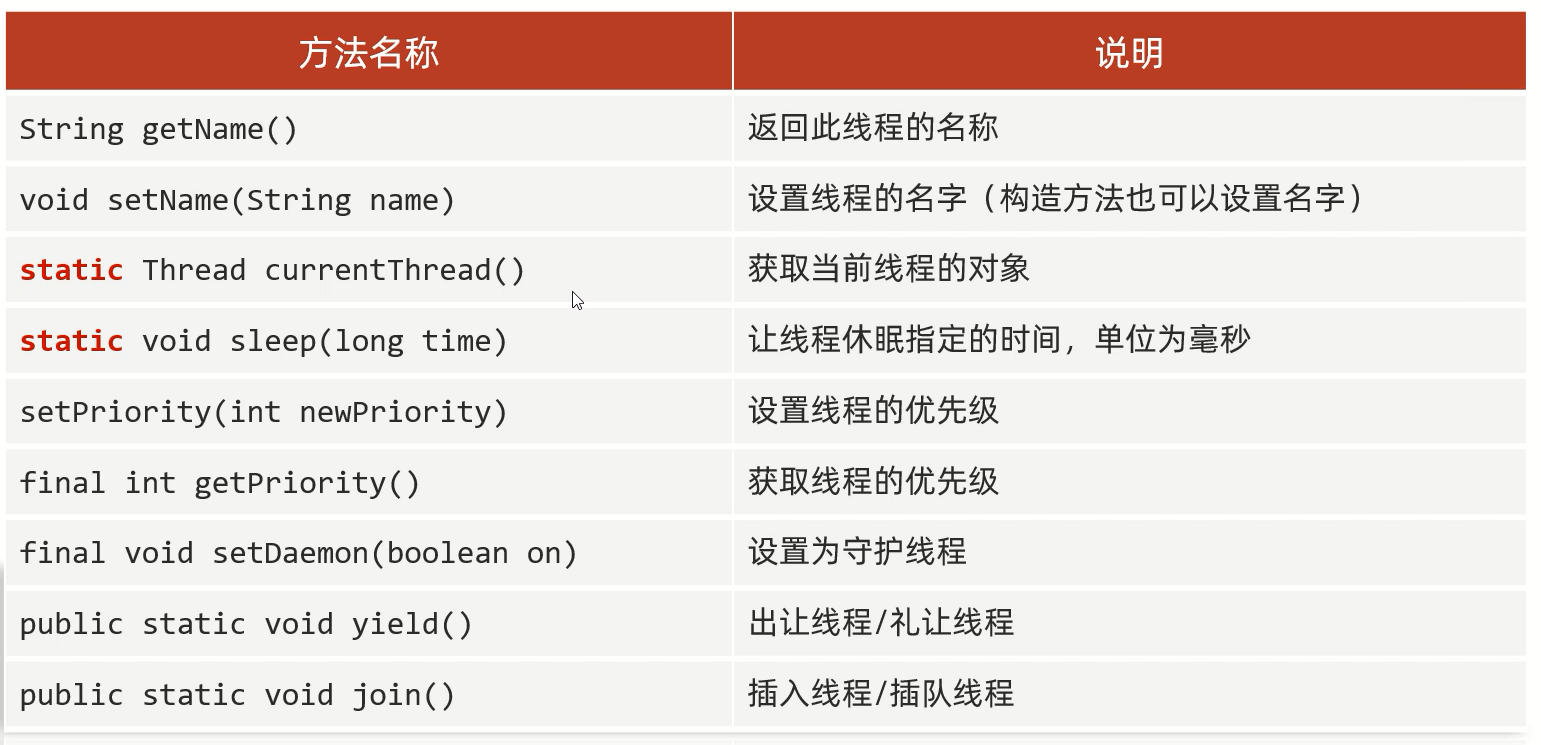 方法名称 说明
String getName() 返回此线程的名称
void setName(String name) 设置线程的名字（构造方法也可以设置名字）
static Thread currentThread() 获取当前线程的对象
static void sleep(long time) 让线程休眠指定的时间，单位为毫秒
setPriority(int newPriority) 设置线程的优先级
final int getPriority() 获取线程的优先级
final void setDaemon(boolean on) 设置为守护线程
public static void yield() 出让线程/礼让线程
public static void join() 插入线程/插队线程